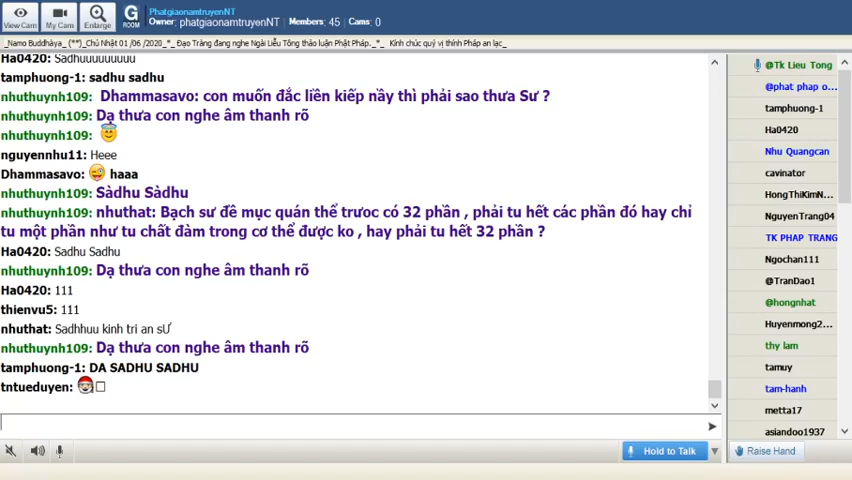 View Cam
My Cam
Enlarge
G
ROOM
PhatgiaonamtruyenNT
Owner: phatgiaonamtruyenNT Members: 45 Cams: 0
_Namo Buddhàya_ (**)_Chủ Nhật 01 /06 /2020_*_ Đạo Tràng đang nghe Ngài Liễu Tông thảo luận Phật Pháp._*_ Kính chúc quý vị thính Pháp an lạc_
Ha0420: Sadhuuuuuuuuu
tamphuong-1: sadhu sadhu
nhuthuynh109: Dhammasavo: con muốn đắc liền kiếp nầy thì phải sao thưa Sư ?
nhuthuynh109: Dạ thưa con nghe âm thanh rõ
nhuthuynh109:
nguyennhu11: Heee
Dhammasavo: haaa
nhuthuynh109: Sàdhu Sàdhu
nhuthuynh109: nhuthat: Bạch sư đề mục quán thể trược có 32 phần , phải tu hết các phần đó hay chỉ
tu một phần như tu chất đàm trong cơ thể được ko , hay phải tu hết 32 phần ?
Ha0420: Sadhu Sadhu
nhuthuynh109: Dạ thưa con nghe âm thanh rõ
Ha0420: 111
thienvu5: 111
nhuthat: Sadhhuu kinh tri an sƯ
nhuthuynh109: Dạ thưa con nghe âm thanh rõ
tamphuong-1: DA SADHU SADHU
tntueduyen:
Hold to Talk
@Tk Lieu Tong
@phat phap o...
tamphuong-1
Ha0420
Nhu Quangcan
cavinator
HongThiKimN...
NguyenTrang04
TK PHAP TRANG
Ngochan111
@TranDao1
@hongnhat
Huyenmong2...
thy lam
tamuy
tam-hanh
metta17
asiandoo1937
Raise Hand